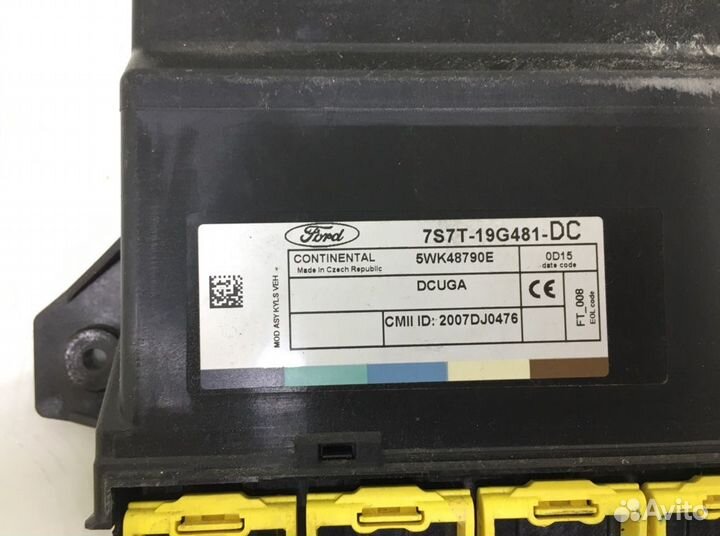 Ford
7S7T-19G481-DC
CONTINENTAL
Made in Czech Republic
5WK48790E
0D15
date code
MOD ASY KYLS VEH
DCUGA
CE
FT_008
EOL code
CMII ID: 2007DJ0476
Avito